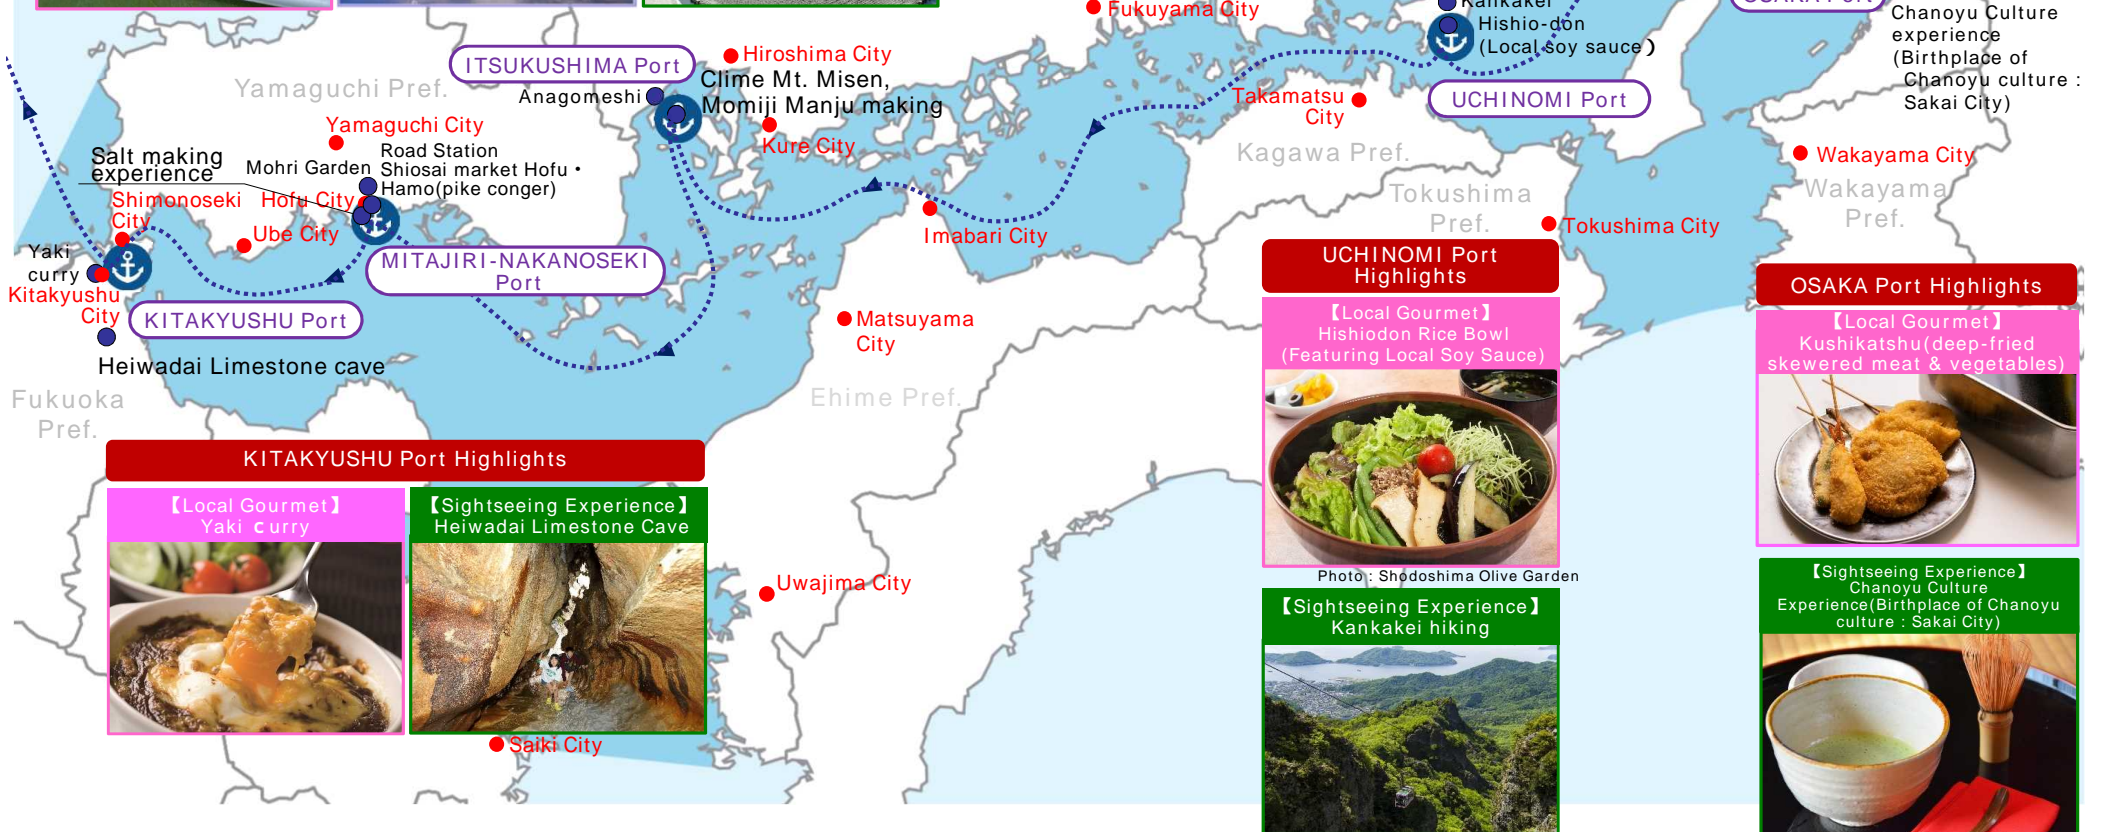 Fukuyama City
Kankakei
Hishio-don
(Local soy sauce)
OSAKA Port
Chanoyu Culture
experience
(Birthplace of
Chanoyu culture :
Sakai City)
ITSUKUSHIMA Port
Hiroshima City
Clime Mt. Misen,
Momiji Manju making
Anagomeshi
Kure City
Yamaguchi Pref.
Yamaguchi City
Road Station
Shiosai market Hofu・
Hamo(pike conger)
Mohri Garden
Salt making
experience
Shimonoseki
City
Hofu City
Ube City
Yaki
curry
Kitakyushu
City
KITAKYUSHU Port
MITAJIRI-NAKANOSEKI
Port
Heiwadai Limestone cave
Fukuoka
Pref.
Imabari City
Matsuyama
City
Ehime Pref.
Takamatsu
City
UCHINOMI Port
Kagawa Pref.
Tokushima
Pref.
Tokushima City
Wakayama City
Wakayama
Pref.
UCHINOMI Port
Highlights
【Local Gourmet】
Hishiodon Rice Bowl
(Featuring Local Soy Sauce)
Photo : Shodoshima Olive Garden
【Sightseeing Experience】
Kankakei hiking
OSAKA Port Highlights
【Local Gourmet】
Kushikatshu(deep-fried
skewered meat & vegetables)
【Sightseeing Experience】
Chanoyu Culture
Experience(Birthplace of Chanoyu
culture : Sakai City)
KITAKYUSHU Port Highlights
【Local Gourmet】
Yaki curry
【Sightseeing Experience】
Heiwadai Limestone Cave
Uwajima City
Saiki City